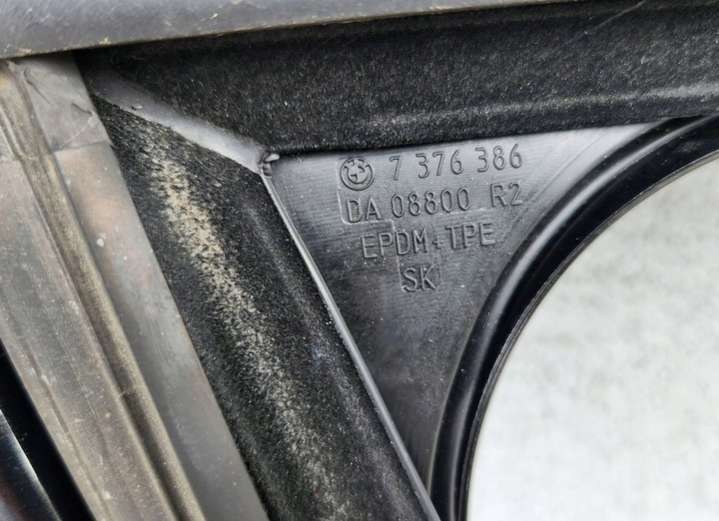 7 376 386
DA 08800 R2
EPDM+TPE
SK